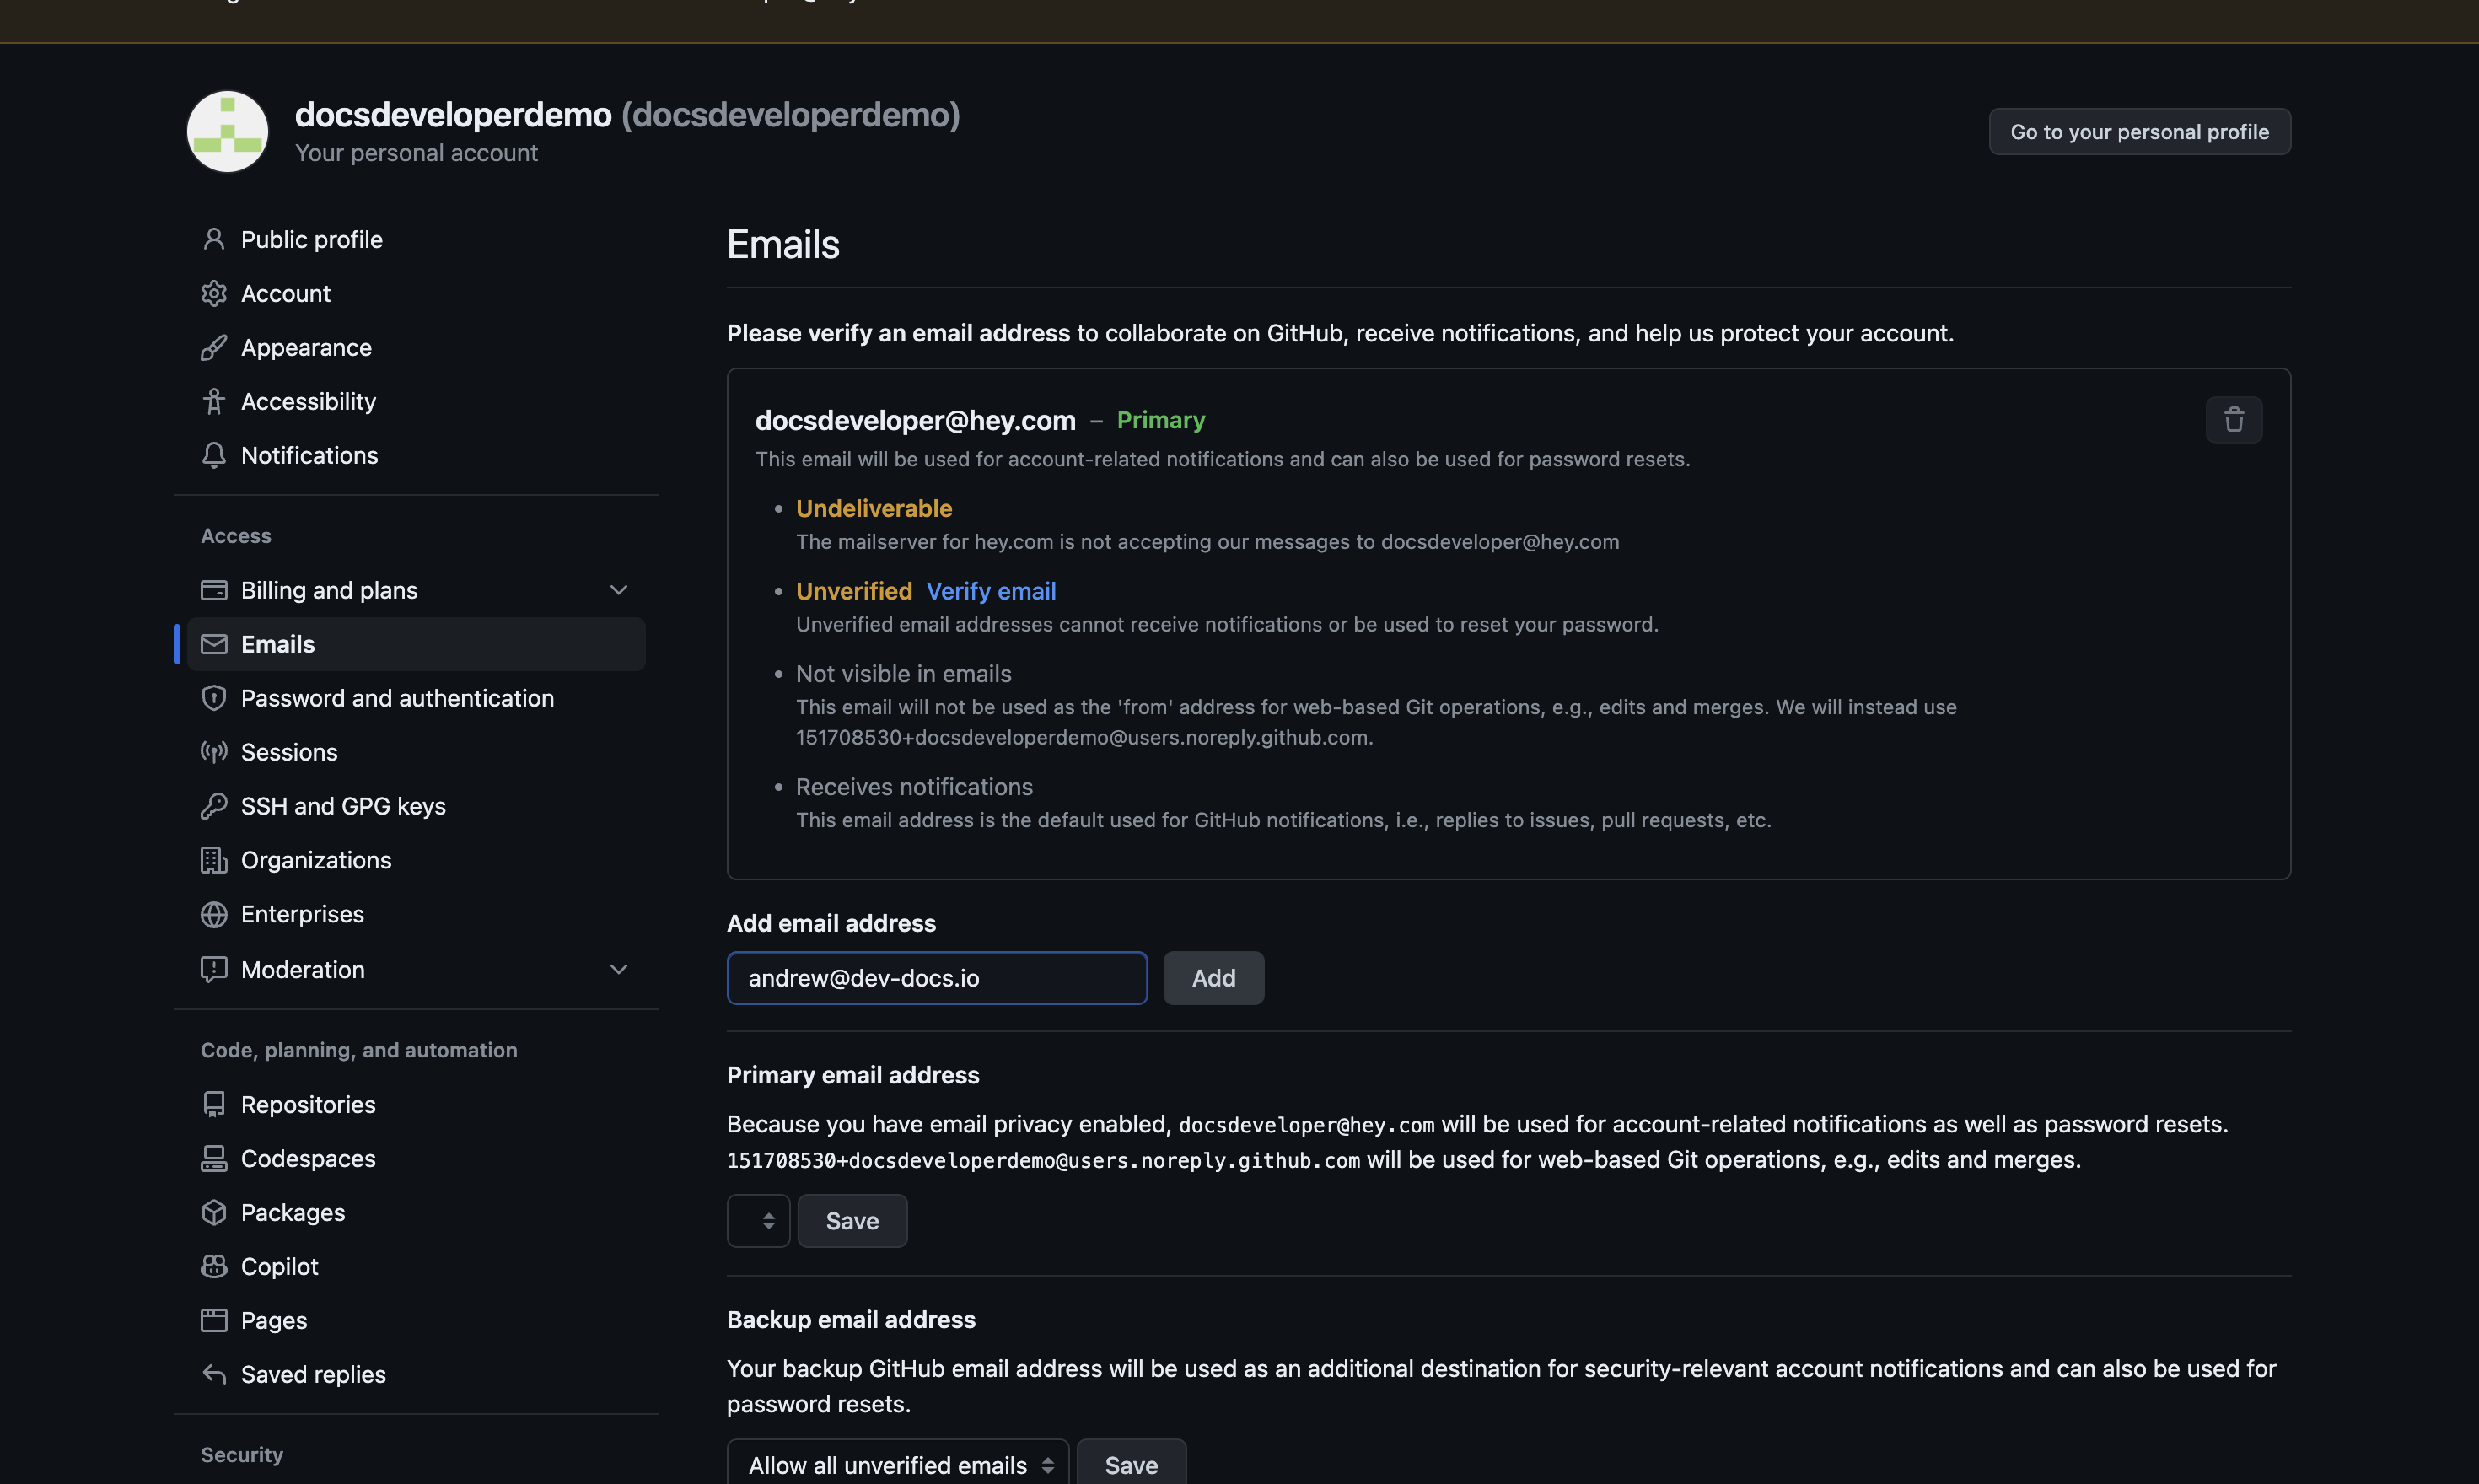 docsdeveloperdemo (docsdeveloperdemo)
Your personal account
Go to your personal profile
Public profile
Account
Appearance
Accessibility
Notifications
Access
Billing and plans
Emails
Password and authentication
Sessions
SSH and GPG keys
Organizations
Enterprises
Moderation
Code, planning, and automation
Repositories
Codespaces
Packages
Copilot
Pages
Saved replies
Security
Emails
Please verify an email address to collaborate on GitHub, receive notifications, and help us protect your account.
docsdeveloper@hey.com – Primary
This email will be used for account-related notifications and can also be used for password resets.
• Undeliverable
The mailserver for hey.com is not accepting our messages to docsdeveloper@hey.com
• Unverified Verify email
Unverified email addresses cannot receive notifications or be used to reset your password.
• Not visible in emails
This email will not be used as the 'from' address for web-based Git operations, e.g., edits and merges. We will instead use
151708530+docsdeveloperdemo@users.noreply.github.com.
• Receives notifications
This email address is the default used for GitHub notifications, i.e., replies to issues, pull requests, etc.
Add email address
andrew@dev-docs.io Add
Primary email address
Because you have email privacy enabled, docsdeveloper@hey.com will be used for account-related notifications as well as password resets.
151708530+docsdeveloperdemo@users.noreply.github.com will be used for web-based Git operations, e.g., edits and merges.
Save
Backup email address
Your backup GitHub email address will be used as an additional destination for security-relevant account notifications and can also be used for
password resets.
Allow all unverified emails Save